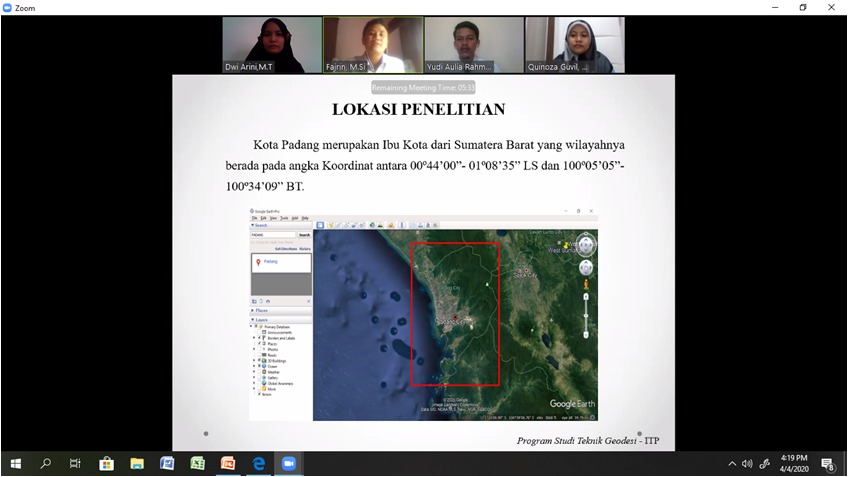 Zoom
Dwi Arini,M.T
Fajrin, M.Si
Yudi Aulia Rahm...
Quinoza Guvil, ...
Remaining Meeting Time: 05:33
LOKASI PENELITIAN
Kota Padang merupakan Ibu Kota dari Sumatera Barat yang wilayahnya
berada pada angka Koordinat antara 00º44’00”- 01º08’35” LS dan 100º05’05”-
100º34’09” BT.
Google Earth Pro
File Edit View Tools Add Help
Search
PADANG
Search
Get Directions History
Padang
Places
Layers
Primary Database
Announcements
Borders and Labels
Places
Photos
Roads
3D Buildings
Ocean
Weather
Gallery
Global Awareness
More
Terrain
Google Earth
Program Studi Teknik Geodesi - ITP
4:19 PM
4/4/2020
8